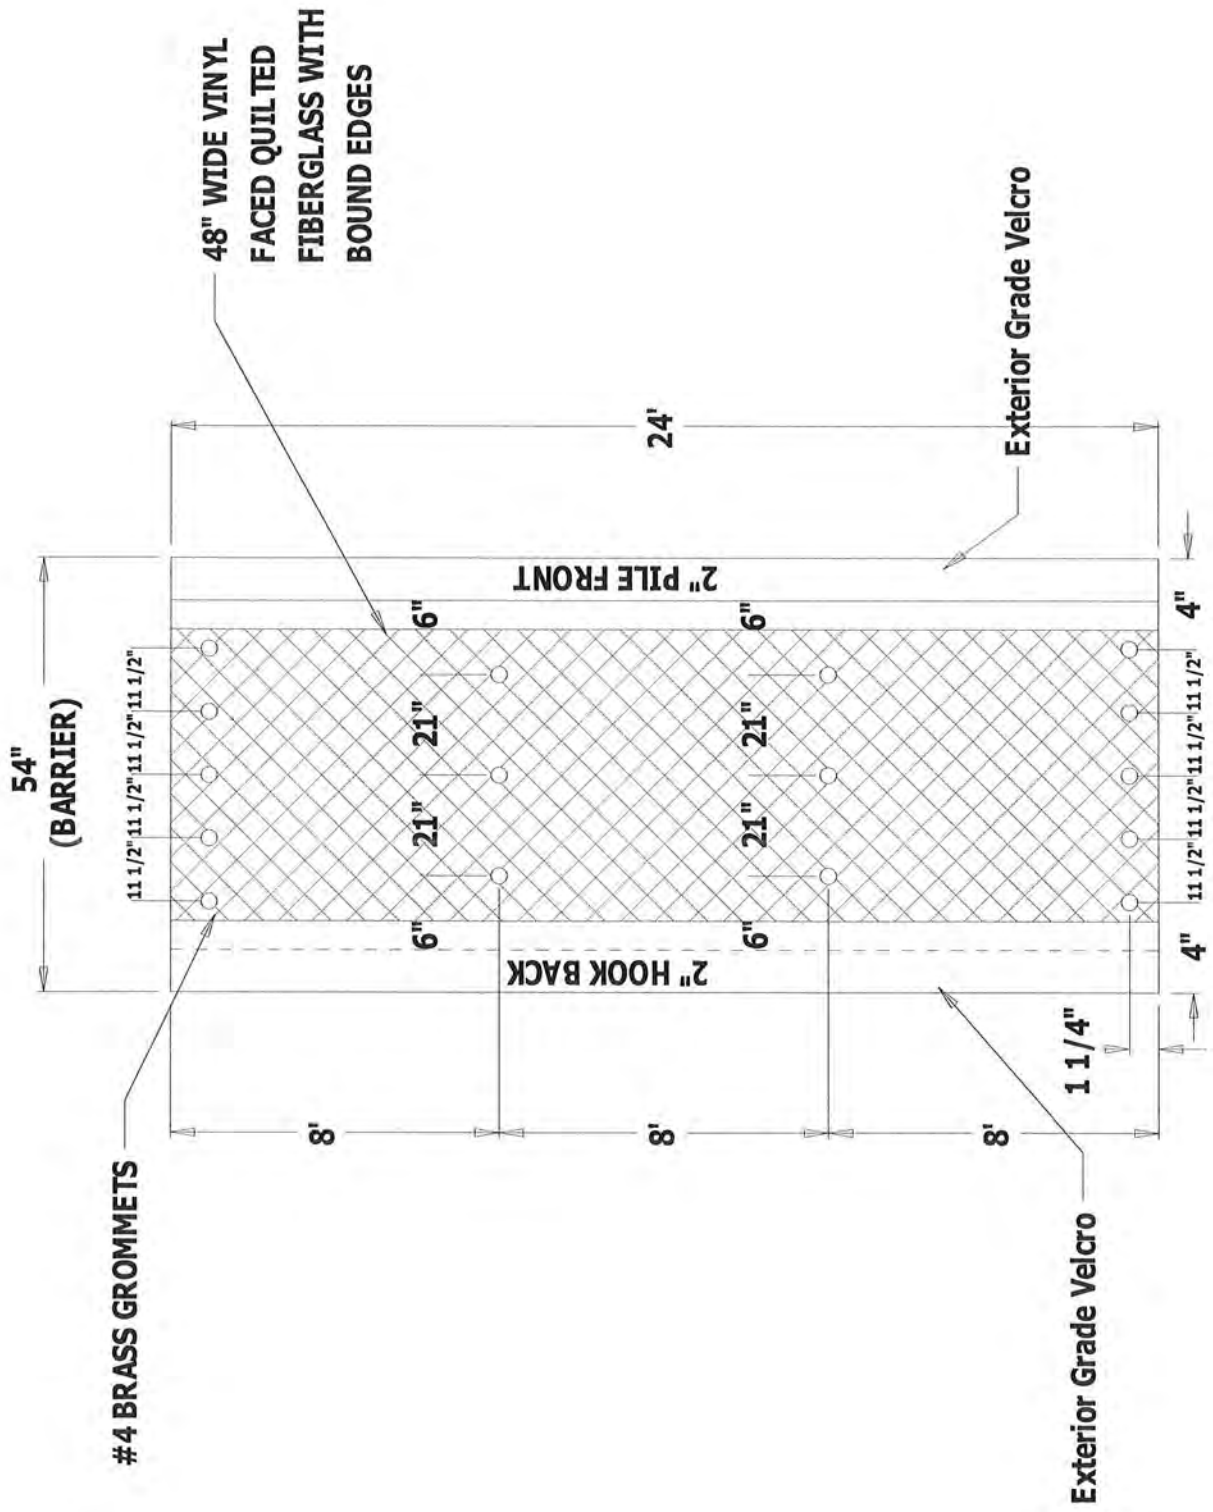 #4 BRASS GROMMETS
54"
(BARRIER)
48" WIDE VINYL
FACED QUILTED
FIBERGLASS WITH
BOUND EDGES
11 1/2" 11 1/2" 11 1/2" 11 1/2"
8'
8'
8'
6"
21"
21"
6"
6"
21"
21"
6"
2" HOOK BACK
2" PILE FRONT
24'
1 1/4"
4"
11 1/2" 11 1/2" 11 1/2" 11 1/2"
4"
Exterior Grade Velcro
Exterior Grade Velcro